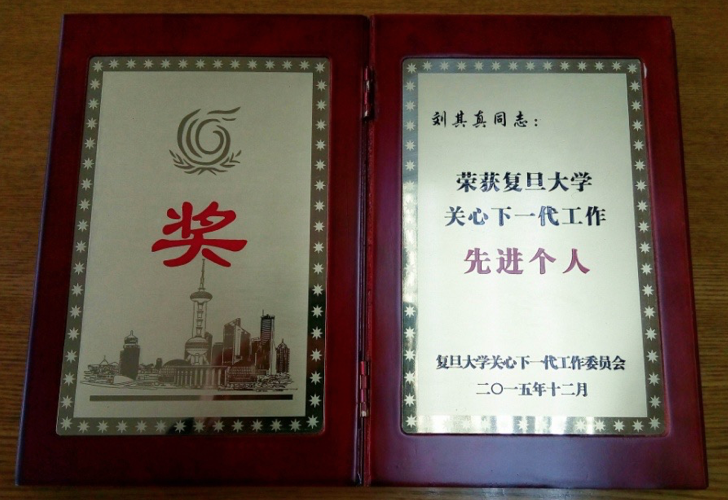 奖
刘其真同志：
荣获复旦大学
关心下一代工作
先进个人
复旦大学关心下一代工作委员会
二〇一五年十二月